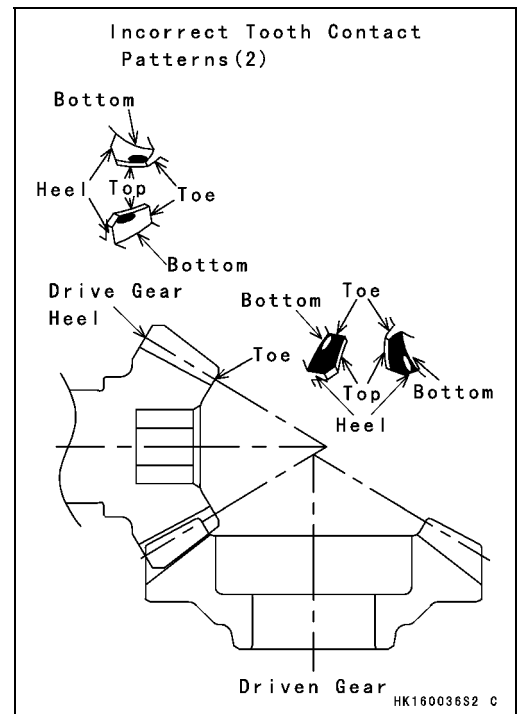 Incorrect Tooth Contact
Patterns(2)
Bottom
Heel
Top
Toe
Bottom
Drive Gear
Heel
Toe
Bottom
Toe
Top
Bottom
Heel
Driven Gear
HK160036S2 C